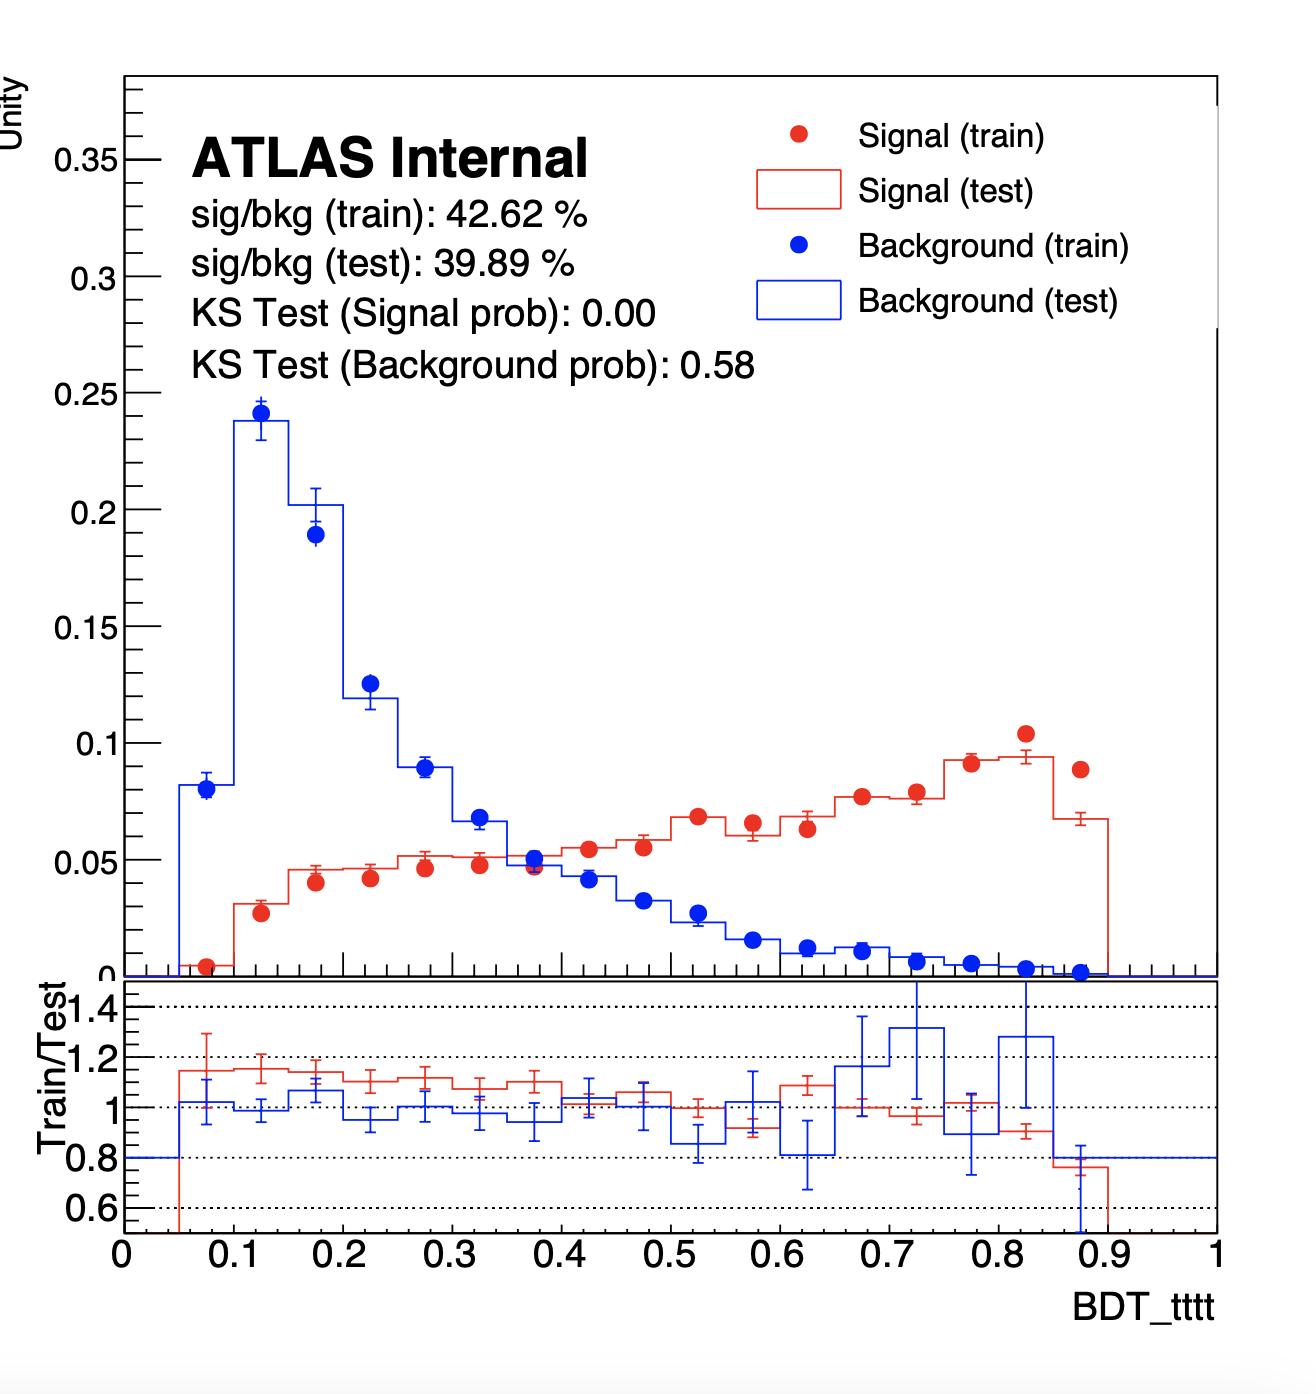 Unity
ATLAS Internal
sig/bkg (train): 42.62 %
sig/bkg (test): 39.89 %
KS Test (Signal prob): 0.00
KS Test (Background prob): 0.58
Signal (train)
Signal (test)
Background (train)
Background (test)
0.35
0.3
0.25
0.2
0.15
0.1
0.05
0
Train/Test
1.4
1.2
1
0.8
0.6
0 0.1 0.2 0.3 0.4 0.5 0.6 0.7 0.8 0.9 1
BDT_tttt